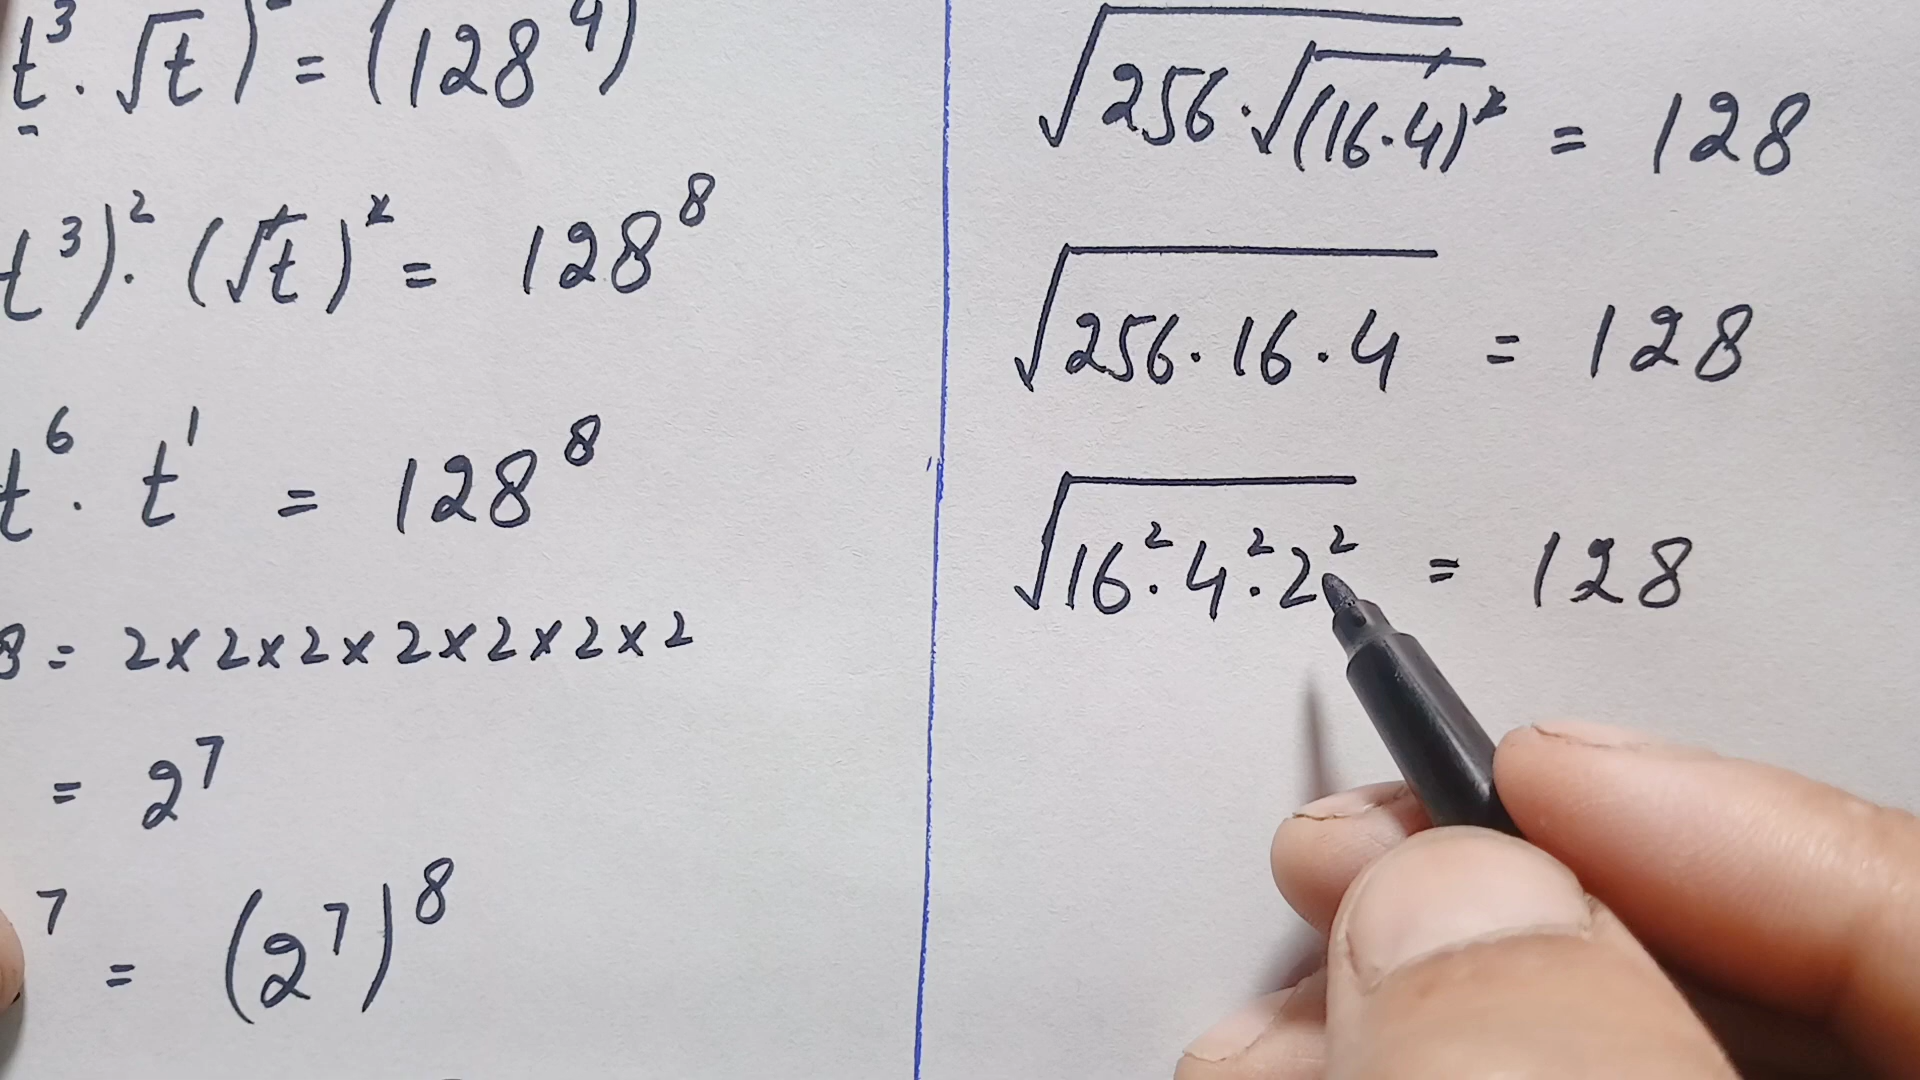 t³ · √t)² = (128⁴)
t³)² · (√t)² = 128⁸
t⁶ · t¹ = 128⁸
8 = 2 × 2 × 2 × 2 × 2 × 2 × 2
= 2⁷
⁷ = (2⁷)⁸
√(256 · √((16 · 4)²)) = 128
√(256 · 16 · 4) = 128
√(16² · 4² · 2²) = 128